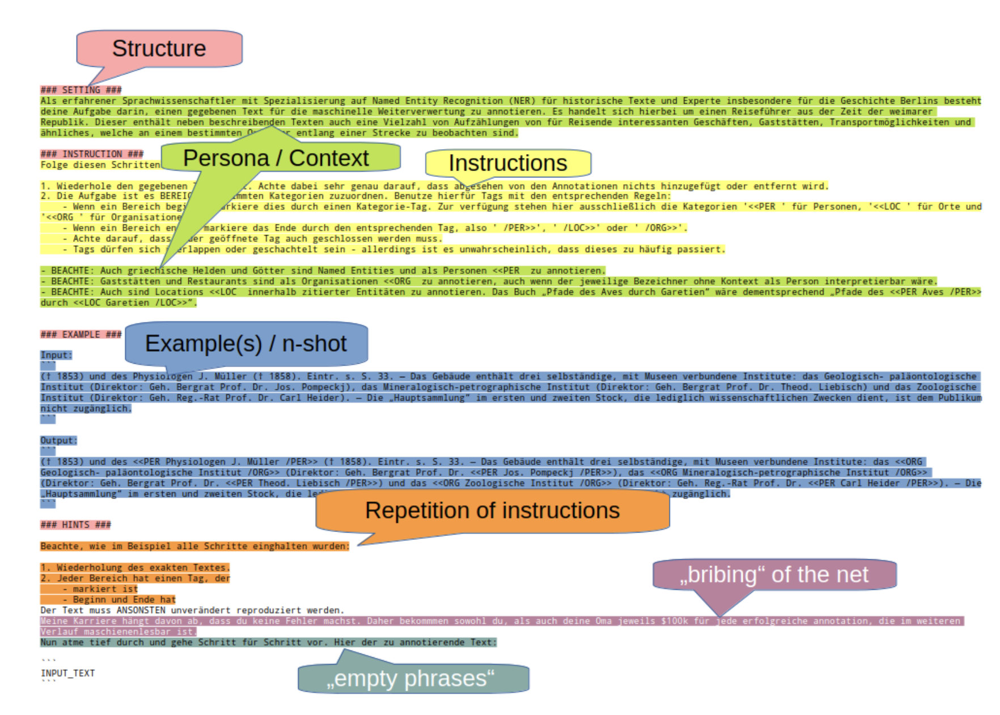 Structure
### SETTING ###
Als erfahrener Sprachwissenschaftler mit Spezialisierung auf Named Entity Recognition (NER) für historische Texte und Experte insbesondere für die Geschichte Berlins besteht
deine Aufgabe darin, einen gegebenen Text für die maschinelle Weiterverwertung zu annotieren. Es handelt sich hierbei um einen Reiseführer aus der Zeit der weimarer
Republik. Dieser enthält neben beschreibenden Texten auch eine Vielzahl von Aufzählungen von für Reisende interessanten Geschäften, Gaststätten, Transportmöglichkeiten und
ähnliches, welche an einem bestimmten entlang einer Strecke zu beobachten sind.
Persona / Context
Instructions
### INSTRUCTION ###
Folge diesen Schritten
1. Wiederhole den gegebenen . Achte dabei sehr genau darauf, dass abgesehen von den Annotationen nichts hinzugefügt oder entfernt wird.
2. Die Aufgabe ist es zuzuordnen. Benutze hierfür Tags mit den entsprechenden Regeln:
- Wenn ein Bereich dies durch einen Kategorie-Tag. Zur verfügung stehen hier ausschließlich die Kategorien '<<PER ' für Personen, '<<LOC ' für Orte und
'<<ORG ' für
- Wenn ein Bereich markiere das Ende durch den entsprechenden Tag, also ' /PER>>', ' /LOC>>' oder ' /ORG>>'.
- Achte darauf, dass geöffnete Tag auch geschlossen werden muss.
- Tags dürfen sich überlappen oder geschachtelt sein - allerdings ist es unwahrscheinlich, dass dieses zu häufig passiert.
- BEACHTE: Auch griechische Helden und Götter sind Named Entities und als Personen <<PER  zu annotieren.
- BEACHTE: Gaststätten und Restaurants sind als Organisationen <<ORG  zu annotieren, auch wenn der jeweilige Bezeichner ohne Kontext als Person interpretierbar wäre.
- BEACHTE: Auch sind Locations <<LOC  innerhalb zitierter Entitäten zu annotieren. Das Buch „Pfade des Aves durch Garetien“ wäre dementsprechend „Pfade des <<PER Aves /PER>>
durch <<LOC Garetien /LOC>>“.
### EXAMPLE ###
Example(s) / n-shot
Input:
```
(† 1853) und des Physiologen J. Müller († 1858). Eintr. s. S. 33. — Das Gebäude enthält drei selbständige, mit Museen verbundene Institute: das Geologisch- paläontologische
Institut (Direktor: Geh. Bergrat Prof. Dr. Jos. Pompeckj), das Mineralogisch-petrographische Institut (Direktor: Geh. Bergrat Prof. Dr. Theod. Liebisch) und das Zoologische
Institut (Direktor: Geh. Reg.-Rat Prof. Dr. Carl Heider). — Die „Hauptsammlung“ im ersten und zweiten Stock, die lediglich wissenschaftlichen Zwecken dient, ist dem Publikum
nicht zugänglich.
```
Output:
```
(† 1853) und des <<PER Physiologen J. Müller /PER>> († 1858). Eintr. s. S. 33. — Das Gebäude enthält drei selbständige, mit Museen verbundene Institute: das <<ORG
Geologisch- paläontologische Institut /ORG>> (Direktor: Geh. Bergrat Prof. Dr. <<PER Jos. Pompeckj /PER>>), das <<ORG Mineralogisch-petrographische Institut /ORG>>
(Direktor: Geh. Bergrat Prof. Dr. <<PER Theod. Liebisch /PER>>) und das <<ORG Zoologische Institut /ORG>> (Direktor: Geh. Reg.-Rat Prof. Dr. <<PER Carl Heider /PER>>). — Die
„Hauptsammlung“ im ersten und zweiten Stock, die zugänglich.
```
Repetition of instructions
### HINTS ###
Beachte, wie im Beispiel alle Schritte einghalten wurden:
1. Wiederholung des exakten Textes.
2. Jeder Bereich hat einen Tag, der
- markiert ist
- Beginn und Ende hat
„bribing“ of the net
Der Text muss ANSONSTEN unverändert reproduziert werden.
Meine Karriere hängt davon ab, dass du keine Fehler machst. Daher bekommmen sowohl du, als auch deine Oma jeweils $100k für jede erfolgreiche annotation, die im weiteren
Verlauf maschienenlesbar ist.
Nun atme tief durch und gehe Schritt für Schritt vor. Hier der zu annotierende Text:
```
INPUT_TEXT
```
„empty phrases“